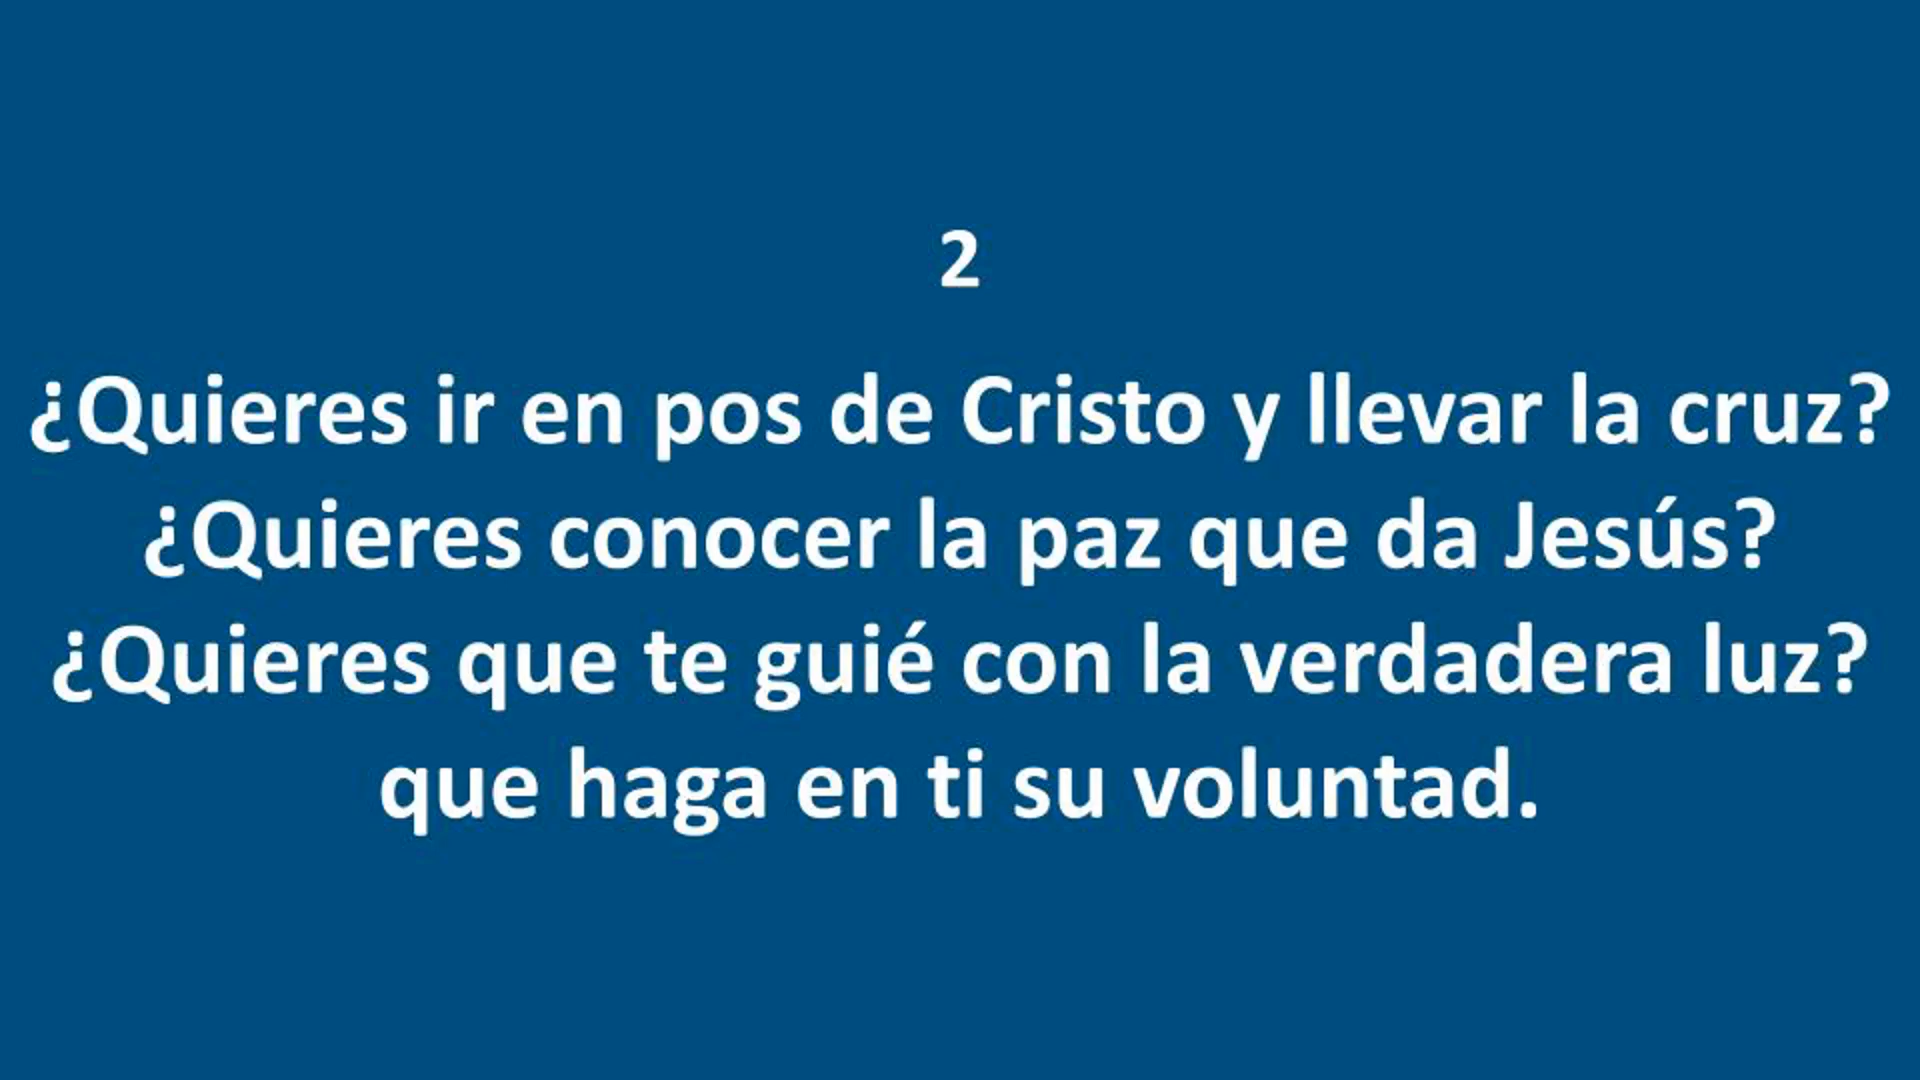 2
¿Quieres ir en pos de Cristo y llevar la cruz?
¿Quieres conocer la paz que da Jesús?
¿Quieres que te guié con la verdadera luz?
que haga en ti su voluntad.